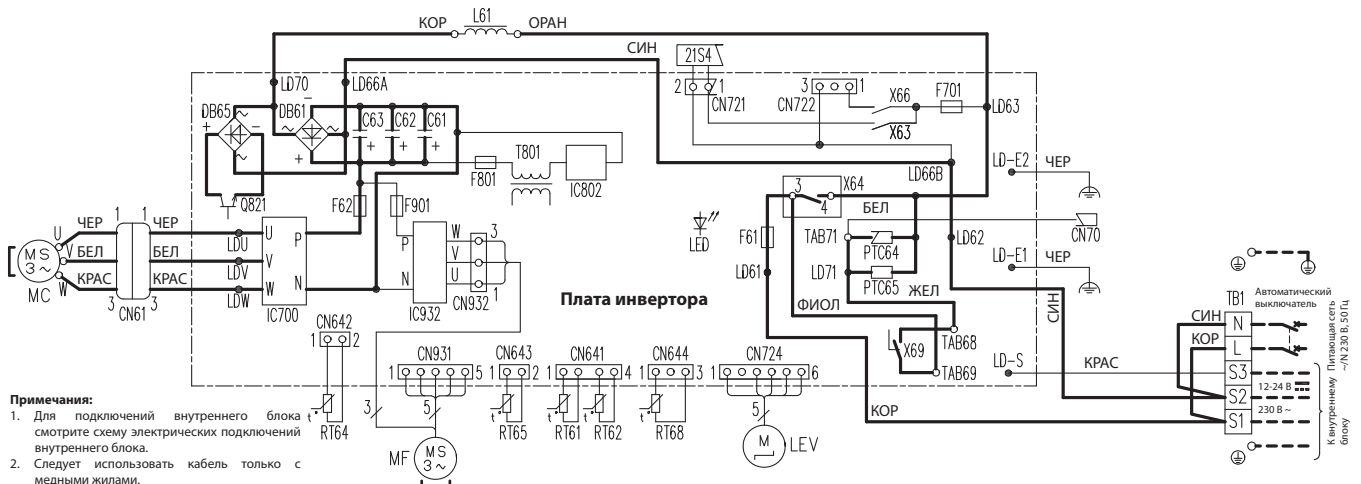 КОР L61 ОРАН
СИН
21S4
LD70 LD66A
2 1 CN721
3 1
CN722
X66 F701
X63
LD63
DB65 DB61
C63 C62 C61
T801
F801
IC802
Q821
F62 F901
LED
LD66B
LD-E2 ЧЕР
3 X64
4
БЕЛ
CN70
F61
TAB71
PTC64
LD62
LD61
LD71
PTC65
LD-E1 ЧЕР
ЖЕЛ
ФИОЛ
X69
TAB68
TAB69
СИН
LD-S КРАС
КОР
ЧЕР 1 1 ЧЕР
БЕЛ БЕЛ
КРАС 3 3 КРАС
U V W
MS
3~
MC
CN61
LDU
LDV
LDW
U P
V
W N
IC700
P W 3
V
N U 1
IC932 CN932
Плата инвертора
CN642
1 2
CN931
1 5
CN643
1 2
CN641
1 4
CN644
1 3
CN724
1 6
t° RT64
3
5
MF
MS
3~
t° RT65
t° RT61
t° RT62
t° RT68
5
M
LEV
TB1
Автоматический
выключатель
СИН N
КОР L
S3
S2
S1
12-24 В
230 В ~
Питающая сеть
~/N 230 В, 50 Гц
К внутреннему
блоку
Примечания:
1. Для подключений внутреннего блока
смотрите схему электрических подключений
внутреннего блока.
2. Следует использовать кабель только с
медными жилами.